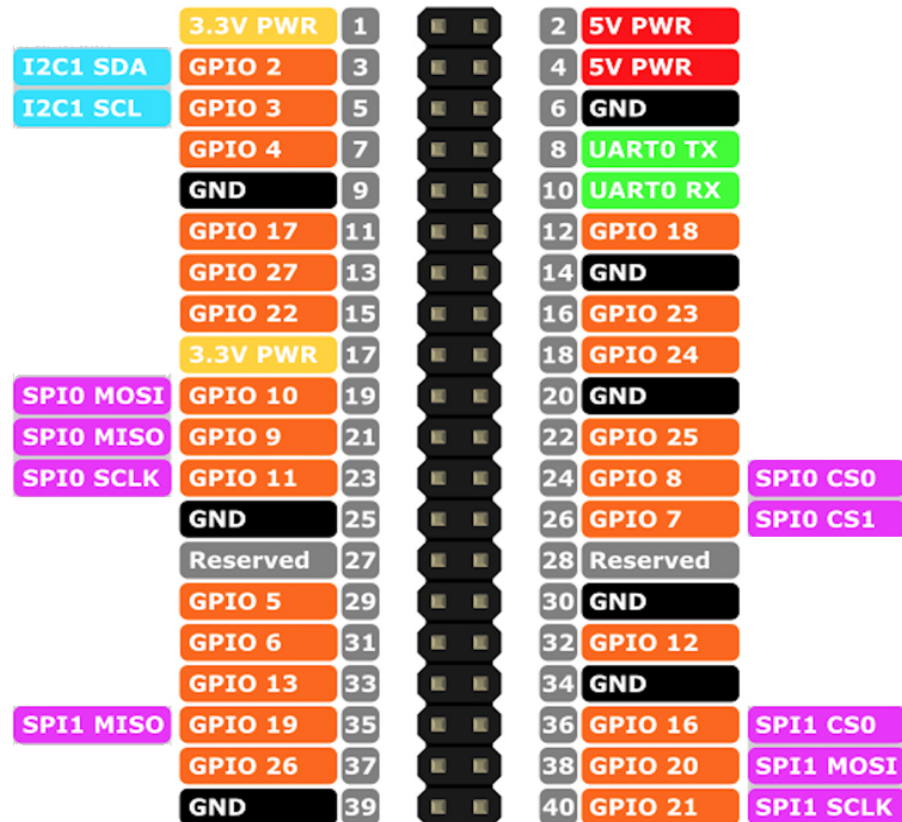 3.3V PWR 1 2 5V PWR
I2C1 SDA GPIO 2 3 4 5V PWR
I2C1 SCL GPIO 3 5 6 GND
GPIO 4 7 8 UART0 TX
GND 9 10 UART0 RX
GPIO 17 11 12 GPIO 18
GPIO 27 13 14 GND
GPIO 22 15 16 GPIO 23
3.3V PWR 17 18 GPIO 24
SPI0 MOSI GPIO 10 19 20 GND
SPI0 MISO GPIO 9 21 22 GPIO 25
SPI0 SCLK GPIO 11 23 24 GPIO 8 SPI0 CS0
GND 25 26 GPIO 7 SPI0 CS1
Reserved 27 28 Reserved
GPIO 5 29 30 GND
GPIO 6 31 32 GPIO 12
GPIO 13 33 34 GND
SPI1 MISO GPIO 19 35 36 GPIO 16 SPI1 CS0
GPIO 26 37 38 GPIO 20 SPI1 MOSI
GND 39 40 GPIO 21 SPI1 SCLK